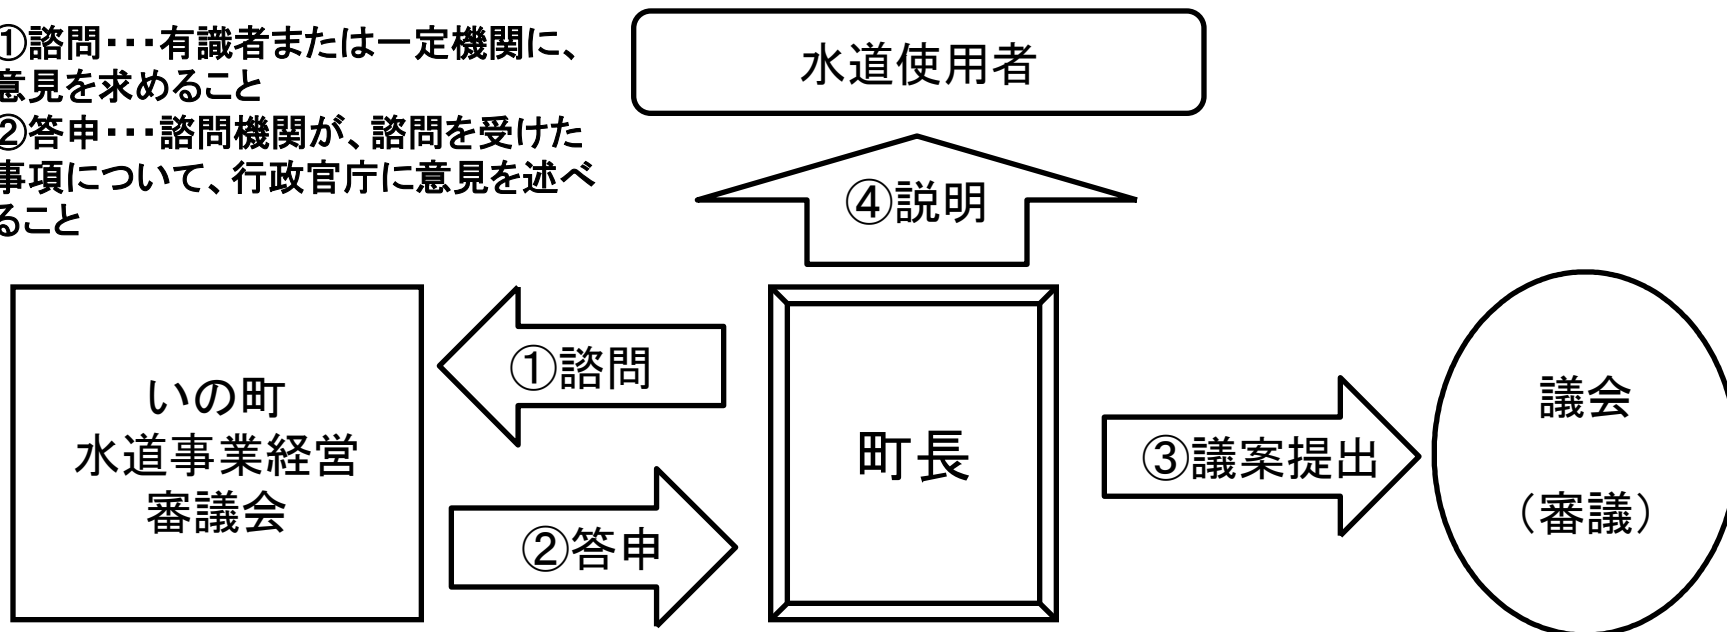 ①諮問・・・有識者または一定機関に、
意見を求めること
②答申・・・諮問機関が、諮問を受けた
事項について、行政官庁に意見を述べ
ること
水道使用者
④説明
いの町
水道事業経営
審議会
①諮問
②答申
町長
③議案提出
議会
（審議）